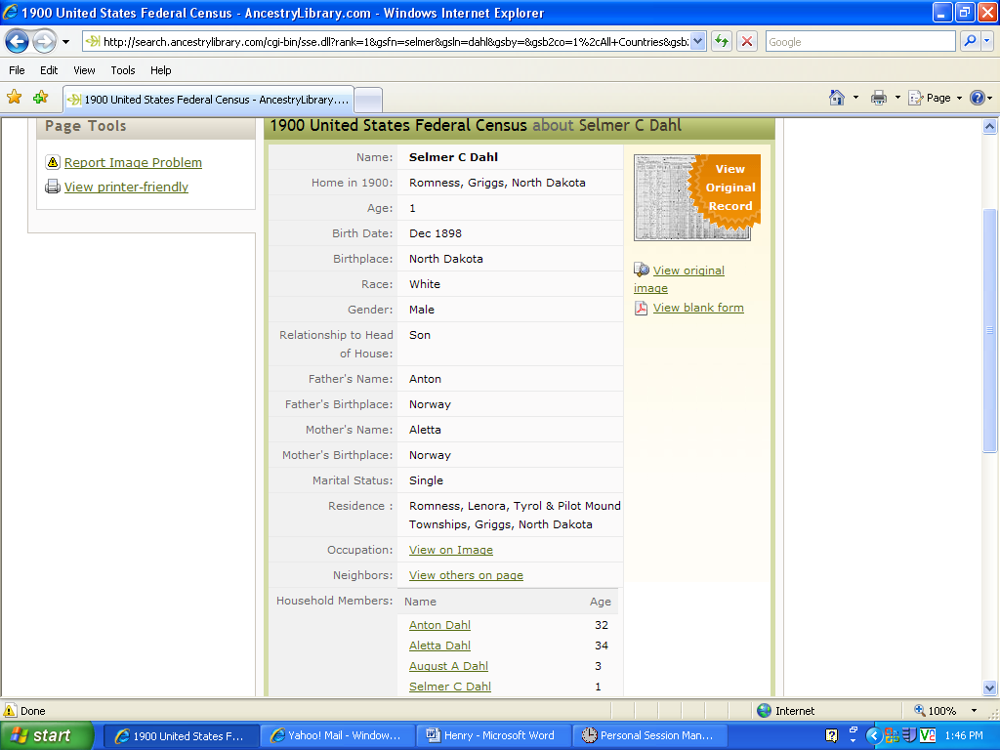 1900 United States Federal Census - AncestryLibrary.com - Windows Internet Explorer
http://search.ancestrylibrary.com/cgi-bin/sse.dll?rank=1&gsfn=selmer&gsln=dahl&gsby=&gsb2co=1%2cAll+Countries&gsb2
Google
File Edit View Tools Help
1900 United States Federal Census - AncestryLibrary....
Page
Page Tools
Report Image Problem
View printer-friendly
1900 United States Federal Census about Selmer C Dahl
Name: Selmer C Dahl
Home in 1900: Romness, Griggs, North Dakota
Age: 1
Birth Date: Dec 1898
Birthplace: North Dakota
Race: White
Gender: Male
Relationship to Head
of House:
Son
Father's Name: Anton
Father's Birthplace: Norway
Mother's Name: Aletta
Mother's Birthplace: Norway
Marital Status: Single
Residence : Romness, Lenora, Tyrol & Pilot Mound
Townships, Griggs, North Dakota
Occupation: View on Image
Neighbors: View others on page
Household Members: Name Age
Anton Dahl 32
Aletta Dahl 34
August A Dahl 3
Selmer C Dahl 1
View
Original
Record
View original
image
View blank form
Done
Internet
100%
start
1900 United States F...
Yahoo! Mail - Window...
Henry - Microsoft Word
Personal Session Man...
1:46 PM